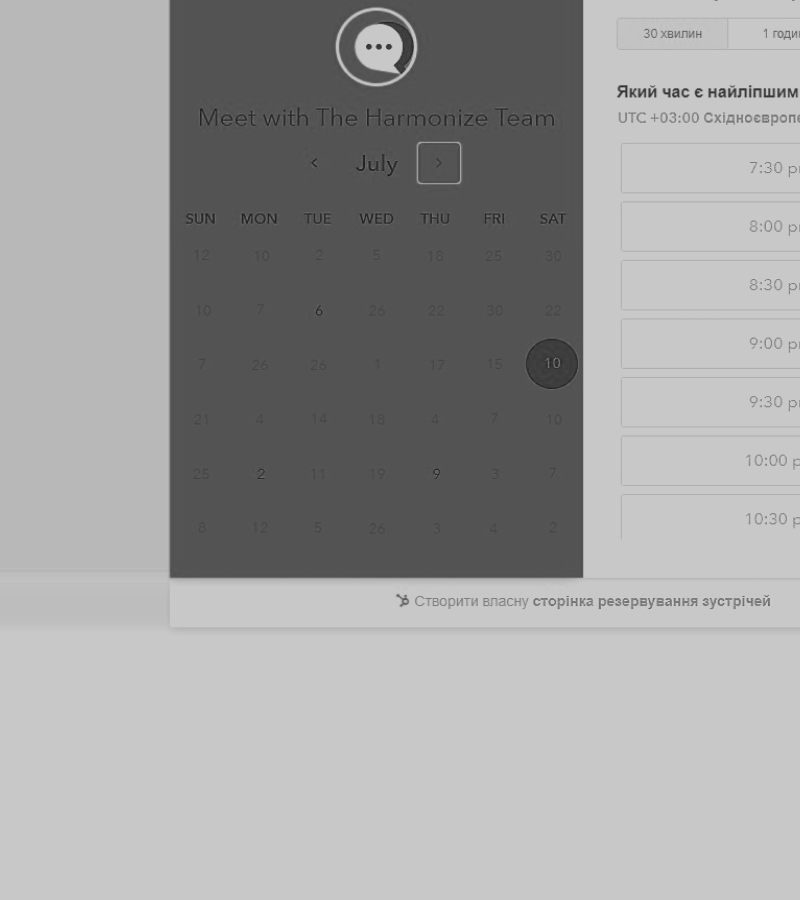 30 хвилин
1 годи
Meet with The Harmonize Team
Який час є найліпшим
UTC +03:00 Східноєвропе
< July >
SUN MON TUE WED THU FRI SAT
12 10 2 5 18 25 30
10 7 6 26 22 30 22
7 26 26 1 17 15 10
21 4 14 18 4 7 10
25 2 11 19 9 3 7
8 12 5 26 3 4 2
7:30 p
8:00 p
8:30 p
9:00 p
9:30 p
10:00 p
10:30 p
Створити власну сторінка резервування зустрічей